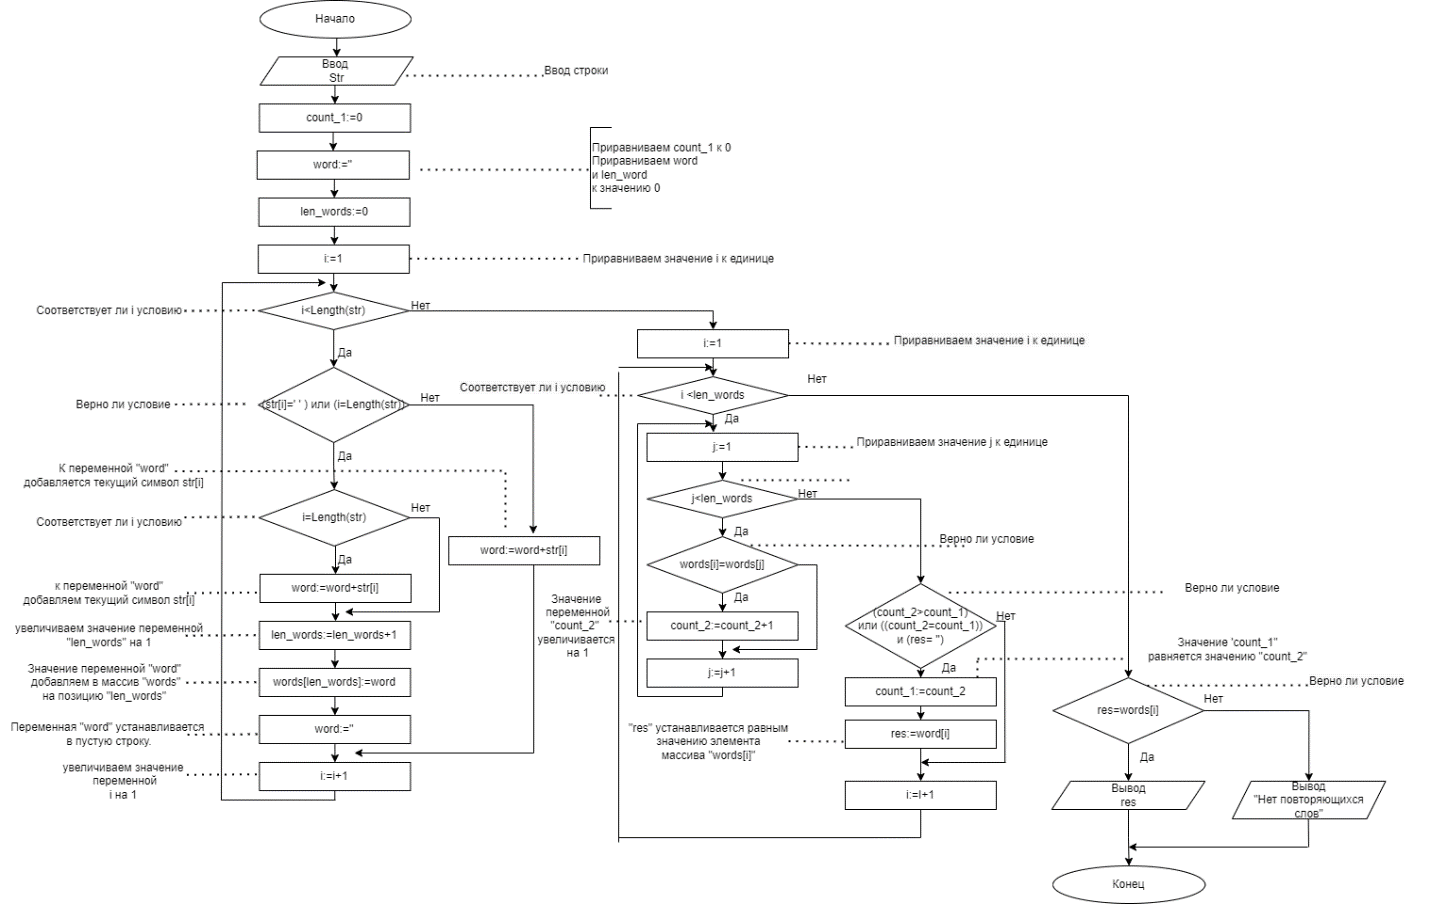 Начало
Ввод
Str
Ввод строки
count_1:=0
word:=''
Приравниваем count_1 к 0
Приравниваем word
и len_word
к значению 0
len_words:=0
i:=1
Приравниваем значение i к единице
Соответствует ли i условию
i<Length(str)
Нет
Да
Верно ли условие
(str[i]=' ' ) или (i=Length(str))
Нет
Да
К переменной "word"
добавляется текущий символ str[i]
Соответствует ли i условию
i=Length(str)
Нет
Да
word:=word+str[i]
к переменной "word"
добавляем текущий символ str[i]
word:=word+str[i]
увеличиваем значение переменной
"len_words" на 1
len_words:=len_words+1
Значение переменной "word"
добавляем в массив "words"
на позицию "len_words"
words[len_words]:=word
Переменная "word" устанавливается
в пустую строку.
word:=''
увеличиваем значение
переменной
i на 1
i:=i+1
i:=1
Приравниваем значение i к единице
Соответствует ли i условию
i <len_words
Нет
Да
j:=1
Приравниваем значение j к единице
j<len_words
Нет
Да
Верно ли условие
words[i]=words[j]
Да
Значение
переменной
"count_2"
увеличивается
на 1
count_2:=count_2+1
j:=j+1
(count_2>count_1)
или ((count_2=count_1))
и (res= '')
Нет
Да
Верно ли условие
Значение 'count_1"
равняется значению "count_2"
count_1:=count_2
"res" устанавливается равным
значению элемента
массива "words[i]"
res:=word[i]
i:=I+1
Верно ли условие
res=words[i]
Нет
Да
Вывод
res
Вывод
"Нет повторяющихся
слов"
Конец